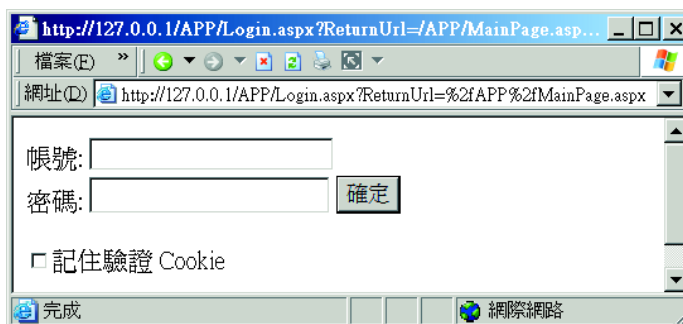 http://127.0.0.1/APP/Login.aspx?ReturnUrl=/APP/MainPage.asp...
檔案(F) »
網址(D) http://127.0.0.1/APP/Login.aspx?ReturnUrl=%2fAPP%2fMainPage.aspx
帳號:
密碼: 確定
記住驗證 Cookie
完成 網際網路